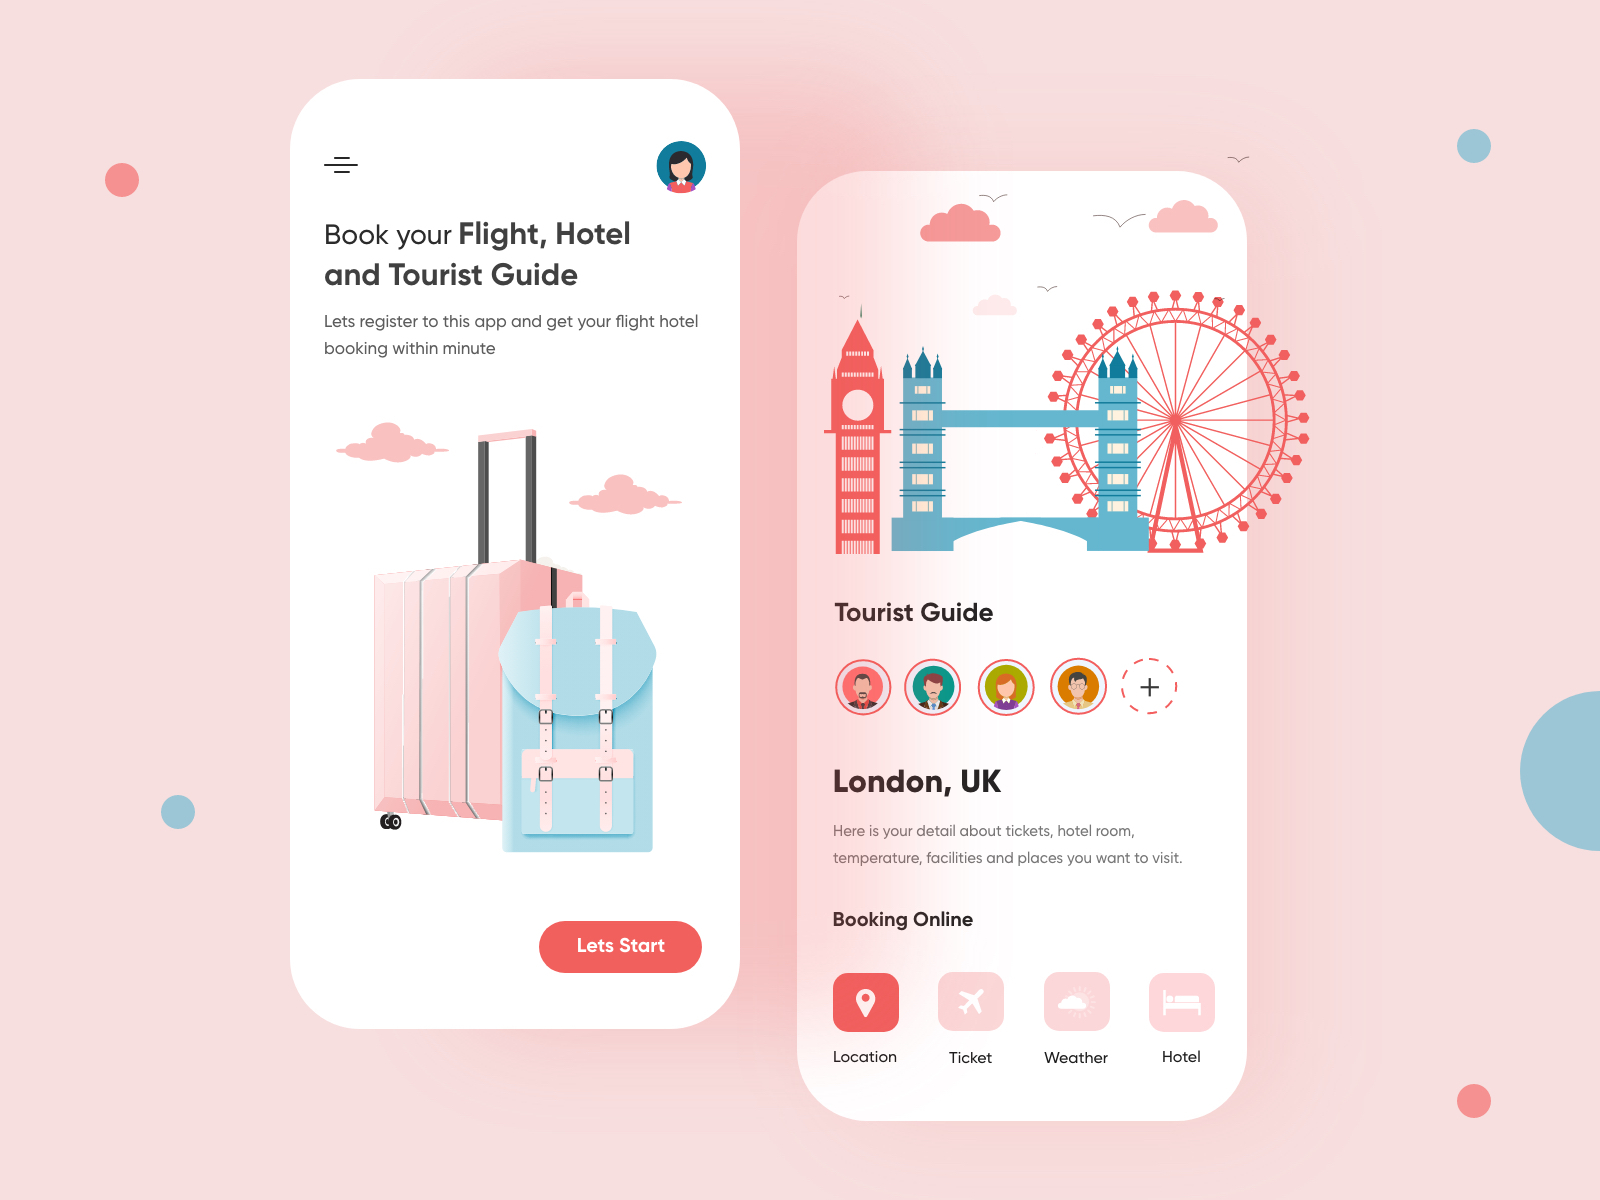 Book your Flight, Hotel
and Tourist Guide
Lets register to this app and get your flight hotel
booking within minute
Lets Start
Tourist Guide
London, UK
Here is your detail about tickets, hotel room,
temperature, facilities and places you want to visit.
Booking Online
Location
Ticket
Weather
Hotel